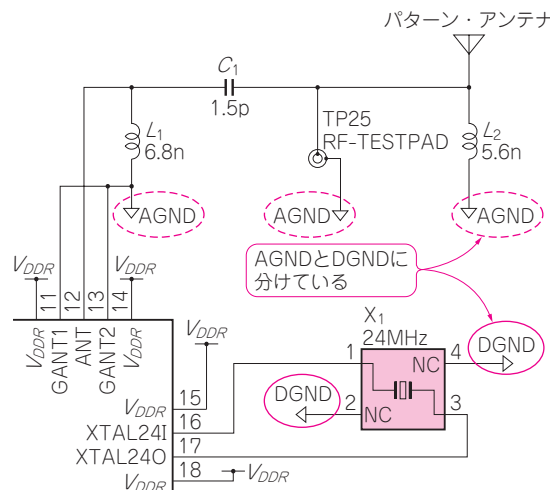 パターン・アンテナ
C1
1.5p
TP25
RF-TESTPAD
L1
6.8n
L2
5.6n
AGND
AGND
AGND
AGNDとDGNDに
分けている
VDDR
VDDR
11
12
13
14
VDDR
GANT1
ANT
GANT2
VDDR
VDDR
X1
24MHz
DGND
1
NC
4
DGND
2
NC
3
VDDR
15
XTAL24I
16
XTAL24O
17
VDDR
18
VDDR